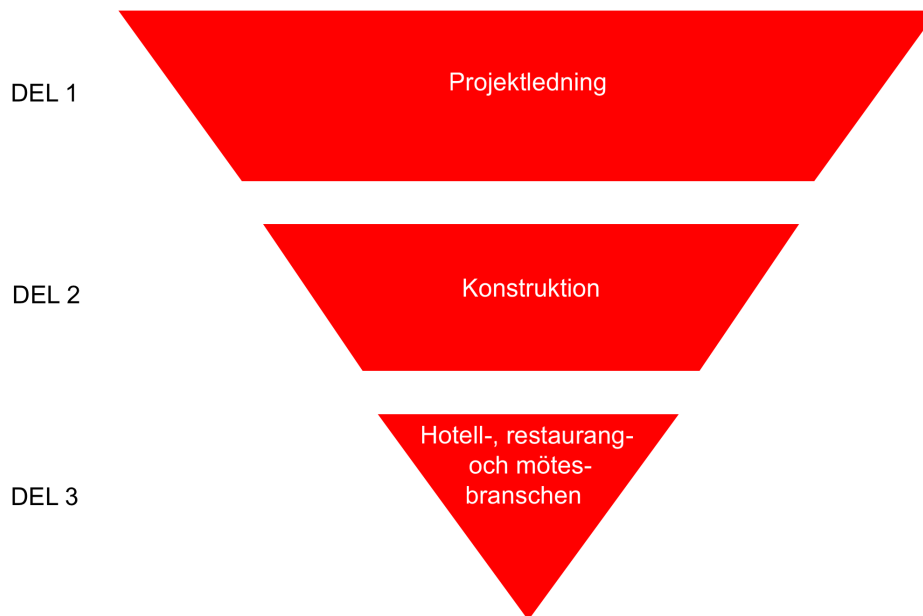 DEL 1
Projektledning
DEL 2
Konstruktion
DEL 3
Hotell-, restaurang-
och mötes-
branschen